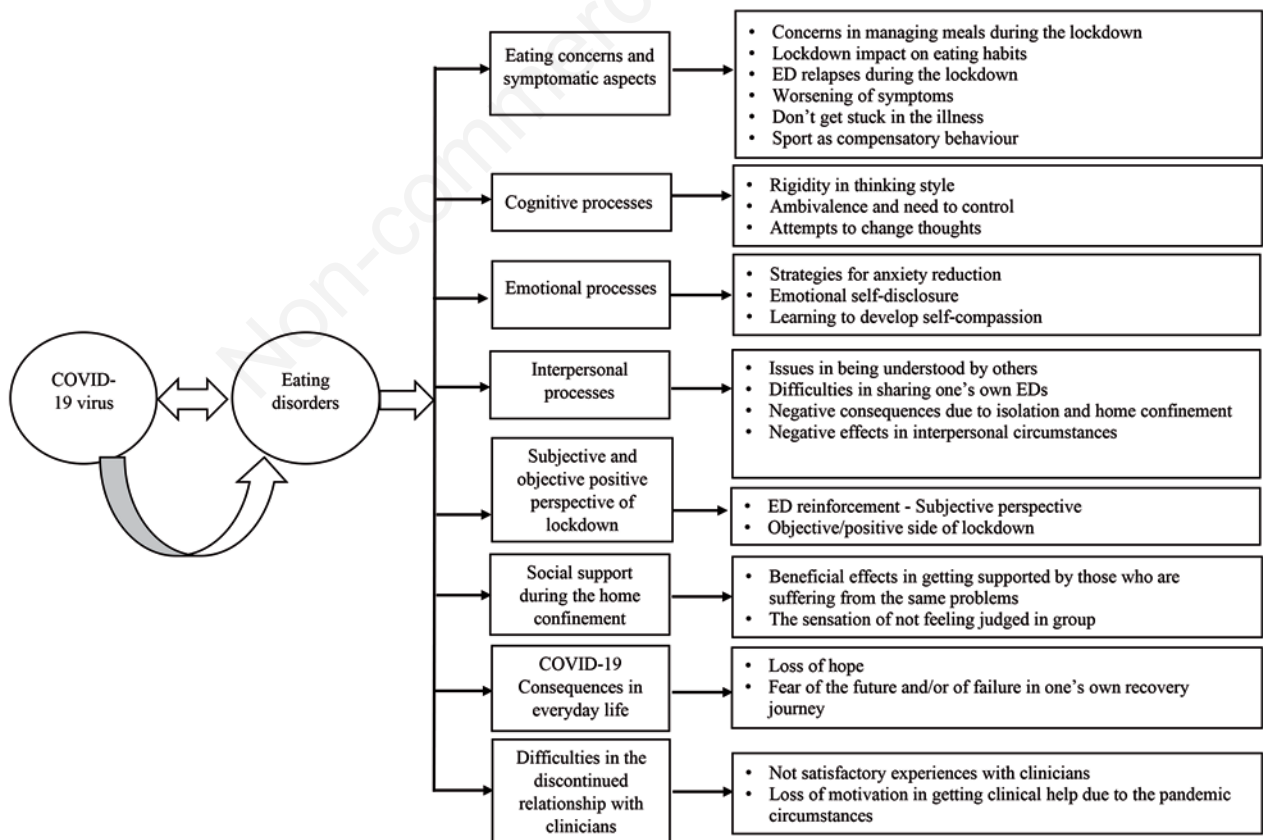 Non-commerc
COVID-
19 virus
Eating
disorders
Eating concerns and
symptomatic aspects
• Concerns in managing meals during the lockdown
• Lockdown impact on eating habits
• ED relapses during the lockdown
• Worsening of symptoms
• Don't get stuck in the illness
• Sport as compensatory behaviour
Cognitive processes
• Rigidity in thinking style
• Ambivalence and need to control
• Attempts to change thoughts
Emotional processes
• Strategies for anxiety reduction
• Emotional self-disclosure
• Learning to develop self-compassion
Interpersonal
processes
• Issues in being understood by others
• Difficulties in sharing one's own EDs
• Negative consequences due to isolation and home confinement
• Negative effects in interpersonal circumstances
Subjective and
objective positive
perspective of
lockdown
• ED reinforcement - Subjective perspective
• Objective/positive side of lockdown
Social support
during the home
confinement
• Beneficial effects in getting supported by those who are
suffering from the same problems
• The sensation of not feeling judged in group
COVID-19
Consequences in
everyday life
• Loss of hope
• Fear of the future and/or of failure in one's own recovery
journey
Difficulties in the
discontinued
relationship with
clinicians
• Not satisfactory experiences with clinicians
• Loss of motivation in getting clinical help due to the pandemic
circumstances